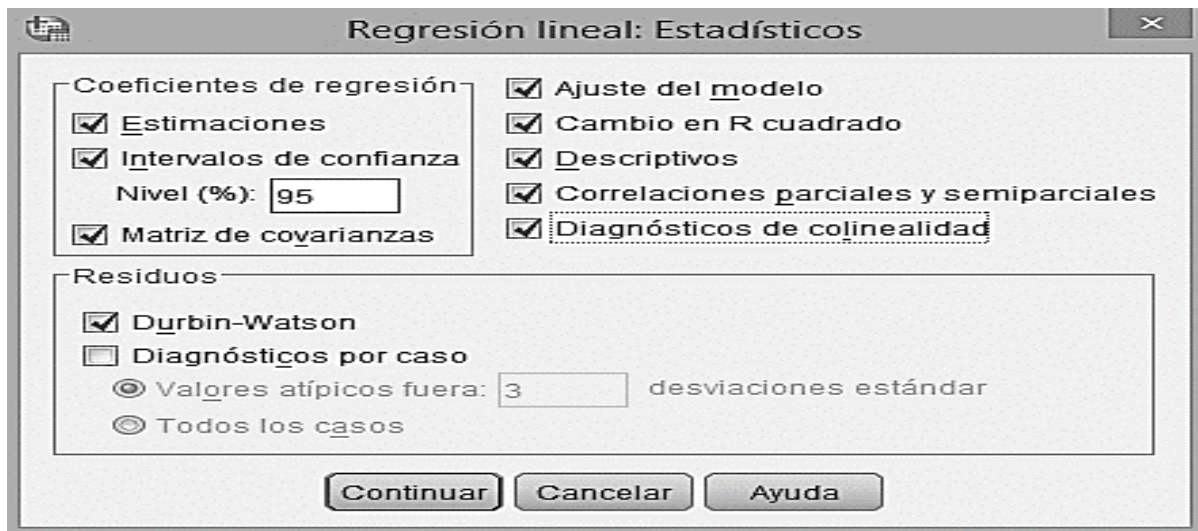 Regresión lineal: Estadísticos
Coeficientes de regresión
Estimaciones
Intervalos de confianza
Nivel (%): 95
Matriz de covarianzas
Ajuste del modelo
Cambio en R cuadrado
Descriptivos
Correlaciones parciales y semiparciales
Diagnósticos de colinealidad
Residuos
Durbin-Watson
Diagnósticos por caso
Valores atípicos fuera: 3 desviaciones estándar
Todos los casos
Continuar Cancelar Ayuda